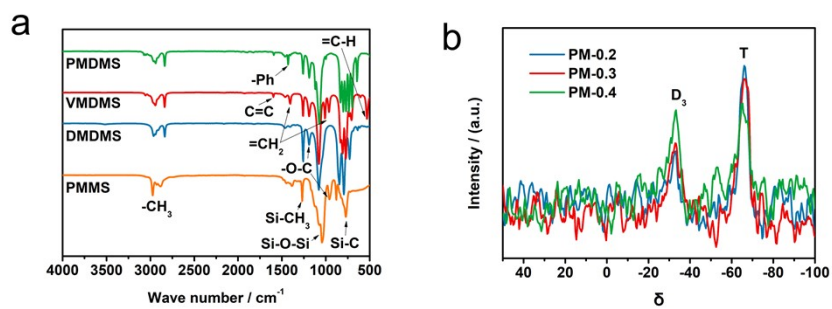 a
=C-H
PMDMS
-Ph
VMDMS
C=C
DMDMS
=CH₂
-O-C
PMMS
-CH₃
Si-CH₃
Si-O-Si
Si-C
4000 3500 3000 2500 2000 1500 1000 500
Wave number / cm⁻¹
b
PM-0.2
PM-0.3
PM-0.4
D₃
T
Intensity / (a.u.)
40 20 0 -20 -40 -60 -80 -100
δ